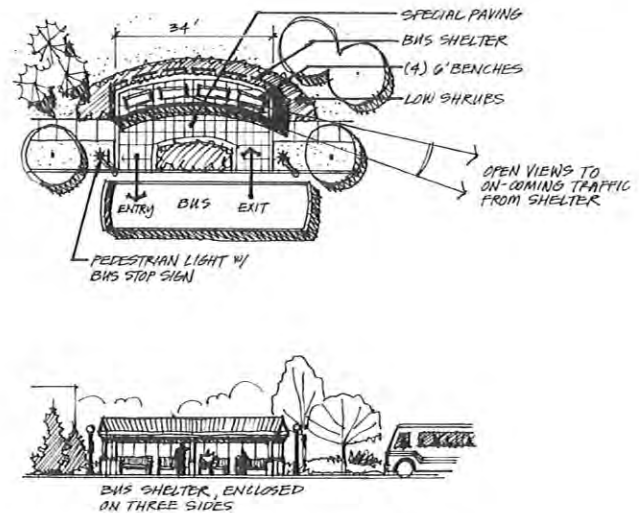 34'
SPECIAL PAVING
BUS SHELTER
(4) 6' BENCHES
LOW SHRUBS
OPEN VIEWS TO
ON-COMING TRAFFIC
FROM SHELTER
ENTRY
BUS
EXIT
PEDESTRIAN LIGHT W/
BUS STOP SIGN
BUS SHELTER, ENCLOSED
ON THREE SIDES